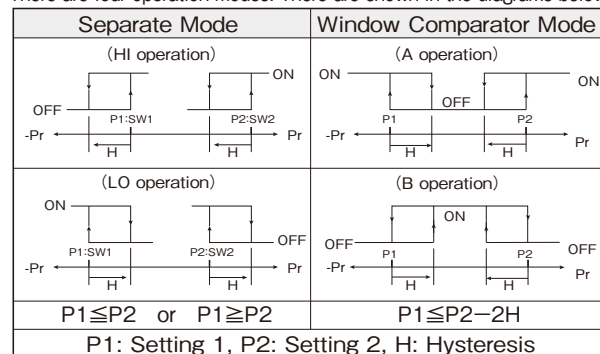 There are four operation modes. There are shown in the diagrams below
Separate Mode
Window Comparator Mode
(HI operation)
ON
OFF
P1:SW1
P2:SW2
-Pr
Pr
H
H
(A operation)
ON
ON
OFF
P1
P2
-Pr
Pr
H
H
(LO operation)
ON
P1:SW1
P2:SW2
OFF
-Pr
Pr
H
H
(B operation)
ON
OFF
P1
P2
OFF
-Pr
Pr
H
H
P1≦P2 or P1≧P2
P1≦P2−2H
P1: Setting 1, P2: Setting 2, H: Hysteresis